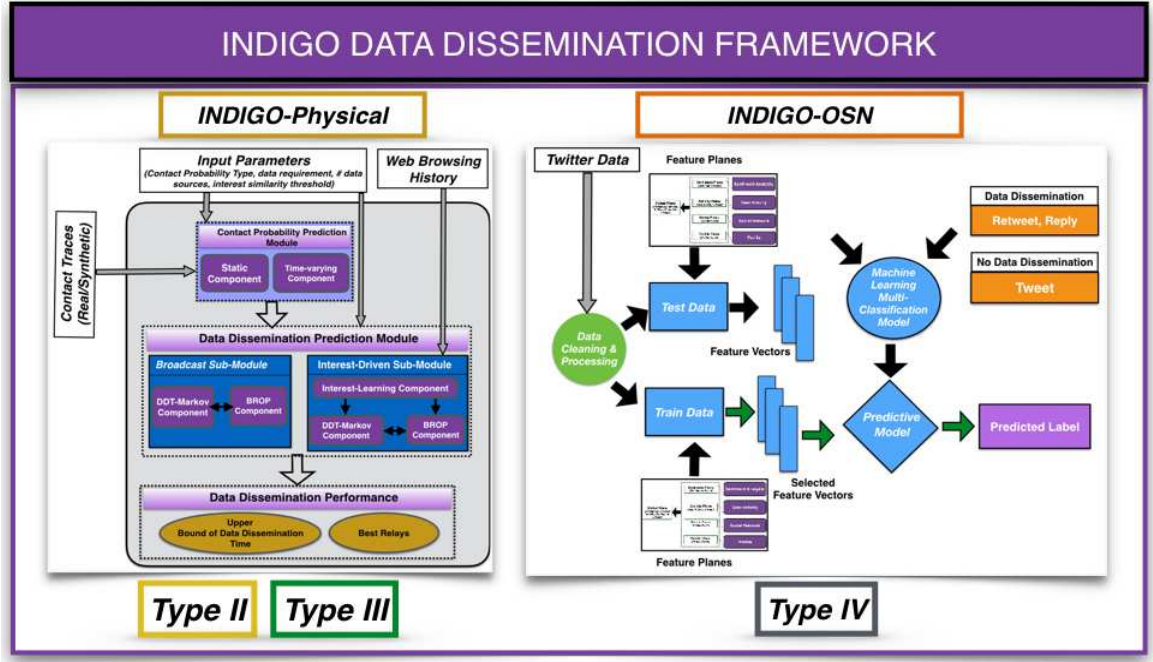 INDIGO DATA DISSEMINATION FRAMEWORK
INDIGO-Physical
Input Parameters
(Contact Probability Type, data requirement, # data
sources, interest similarity threshold)
Web Browsing
History
Contact Traces
(Real/Synthetic)
Contact Probability Prediction
Module
Static
Component
Time-varying
Component
Data Dissemination Prediction Module
Broadcast Sub-Module
DDT-Markov
Component
BROP
Component
Interest-Driven Sub-Module
Interest-Learning Component
DDT-Markov
Component
BROP
Component
Data Dissemination Performance
Upper
Bound of Data Dissemination
Time
Best Relays
Type II
Type III
INDIGO-OSN
Twitter Data
Feature Planes
Data Dissemination
Retweet, Reply
No Data Dissemination
Tweet
Machine
Learning
Multi-
Classification
Model
Test Data
Feature Vectors
Data
Cleaning &
Processing
Train Data
Selected
Feature Vectors
Predictive
Model
Predicted Label
Feature Planes
Type IV